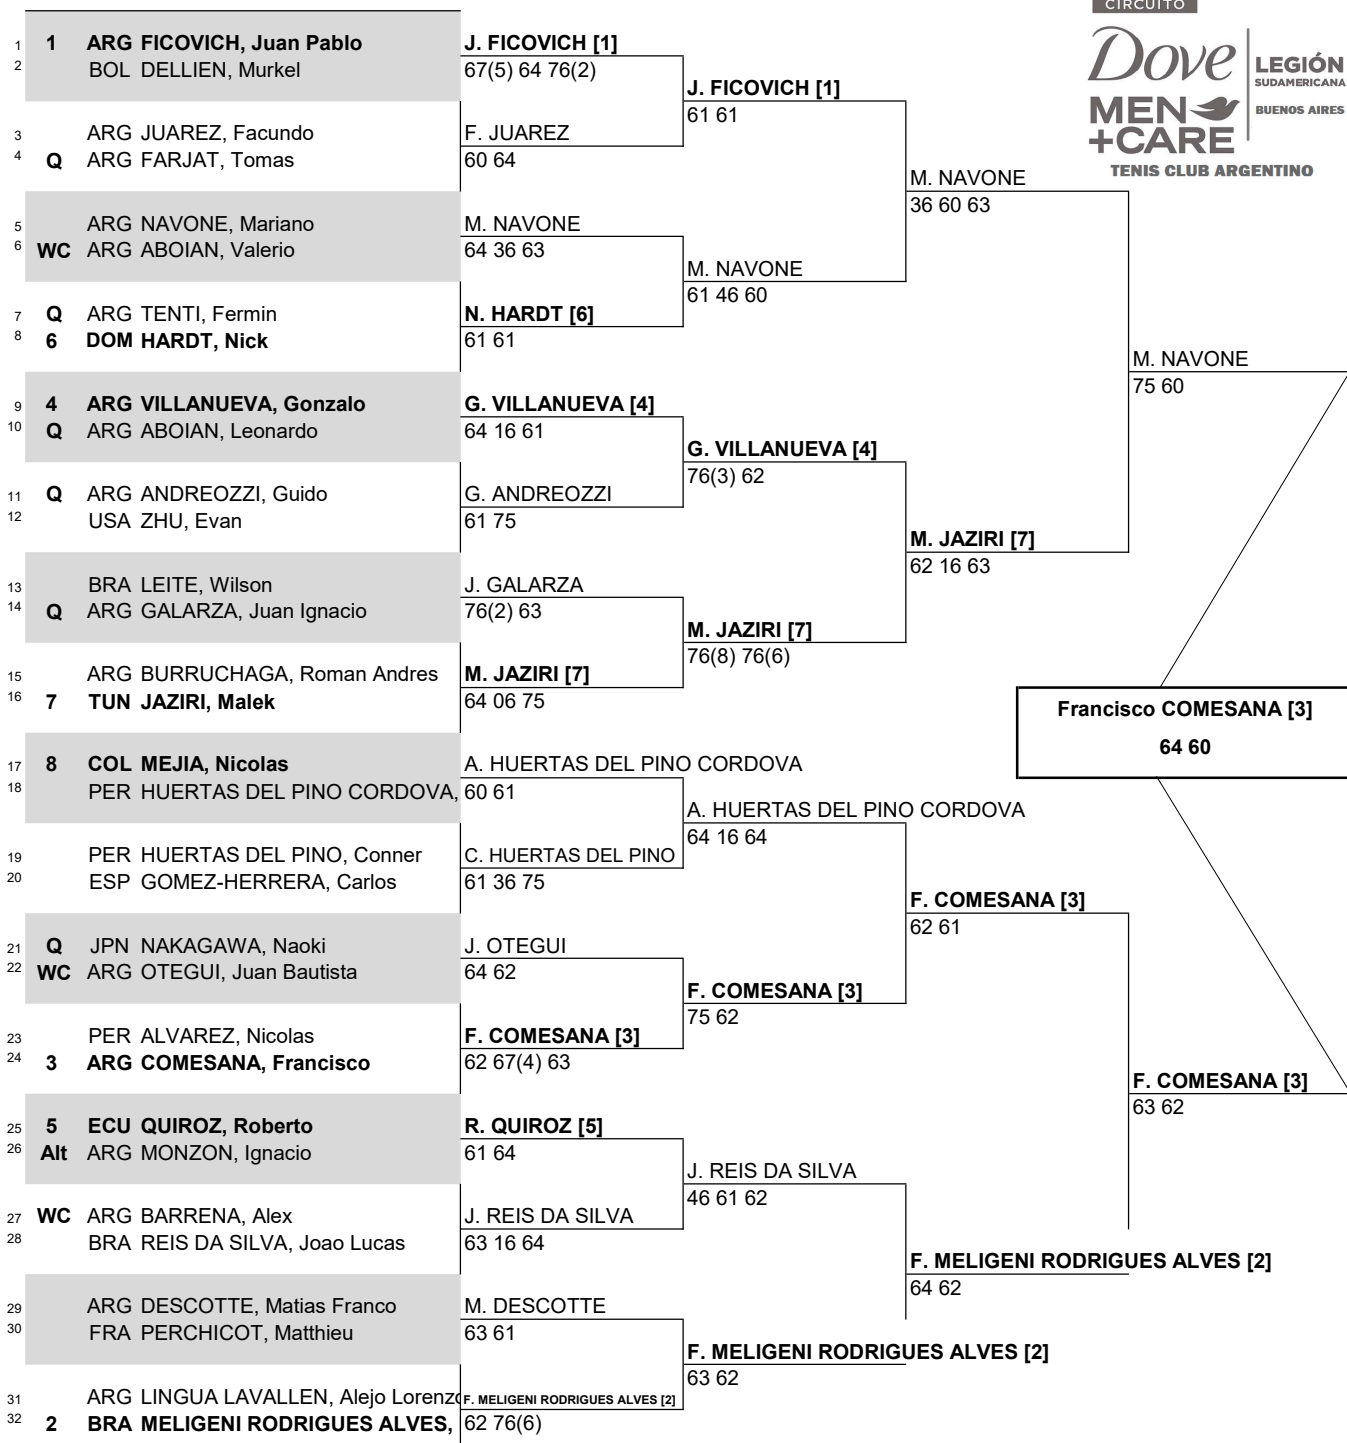 CIRCUITO
Dove
MEN
+CARE
LEGIÓN
SUDAMERICANA
BUENOS AIRES
TENIS CLUB ARGENTINO
1 1 ARG FICOVICH, Juan Pablo
2 BOL DELLIEN, Murkel
3 ARG JUAREZ, Facundo
4 Q ARG FARJAT, Tomas
5 ARG NAVONE, Mariano
6 WC ARG ABOIAN, Valerio
7 Q ARG TENTI, Fermin
8 6 DOM HARDT, Nick
9 4 ARG VILLANUEVA, Gonzalo
10 Q ARG ABOIAN, Leonardo
11 Q ARG ANDREOZZI, Guido
12 USA ZHU, Evan
13 BRA LEITE, Wilson
14 Q ARG GALARZA, Juan Ignacio
15 ARG BURRUCHAGA, Roman Andres
16 7 TUN JAZIRI, Malek
17 8 COL MEJIA, Nicolas
18 PER HUERTAS DEL PINO CORDOVA,
19 PER HUERTAS DEL PINO, Conner
20 ESP GOMEZ-HERRERA, Carlos
21 Q JPN NAKAGAWA, Naoki
22 WC ARG OTEGUI, Juan Bautista
23 PER ALVAREZ, Nicolas
24 3 ARG COMESANA, Francisco
25 5 ECU QUIROZ, Roberto
26 Alt ARG MONZON, Ignacio
27 WC ARG BARRENA, Alex
28 BRA REIS DA SILVA, Joao Lucas
29 ARG DESCOTTE, Matias Franco
30 FRA PERCHICOT, Matthieu
31 ARG LINGUA LAVALLEN, Alejo Lorenzo
32 2 BRA MELIGENI RODRIGUES ALVES,
J. FICOVICH [1]
67(5) 64 76(2)
F. JUAREZ
60 64
M. NAVONE
64 36 63
N. HARDT [6]
61 61
G. VILLANUEVA [4]
64 16 61
G. ANDREOZZI
61 75
J. GALARZA
76(2) 63
M. JAZIRI [7]
64 06 75
A. HUERTAS DEL PINO CORDOVA
60 61
C. HUERTAS DEL PINO
61 36 75
J. OTEGUI
64 62
F. COMESANA [3]
62 67(4) 63
R. QUIROZ [5]
61 64
J. REIS DA SILVA
63 16 64
M. DESCOTTE
63 61
F. MELIGENI RODRIGUES ALVES [2]
62 76(6)
J. FICOVICH [1]
61 61
M. NAVONE
61 46 60
G. VILLANUEVA [4]
76(3) 62
M. JAZIRI [7]
76(8) 76(6)
A. HUERTAS DEL PINO CORDOVA
64 16 64
F. COMESANA [3]
75 62
J. REIS DA SILVA
46 61 62
F. MELIGENI RODRIGUES ALVES [2]
63 62
M. NAVONE
36 60 63
M. JAZIRI [7]
62 16 63
F. COMESANA [3]
62 61
F. MELIGENI RODRIGUES ALVES [2]
64 62
M. NAVONE
75 60
F. COMESANA [3]
63 62
Francisco COMESANA [3]
64 60